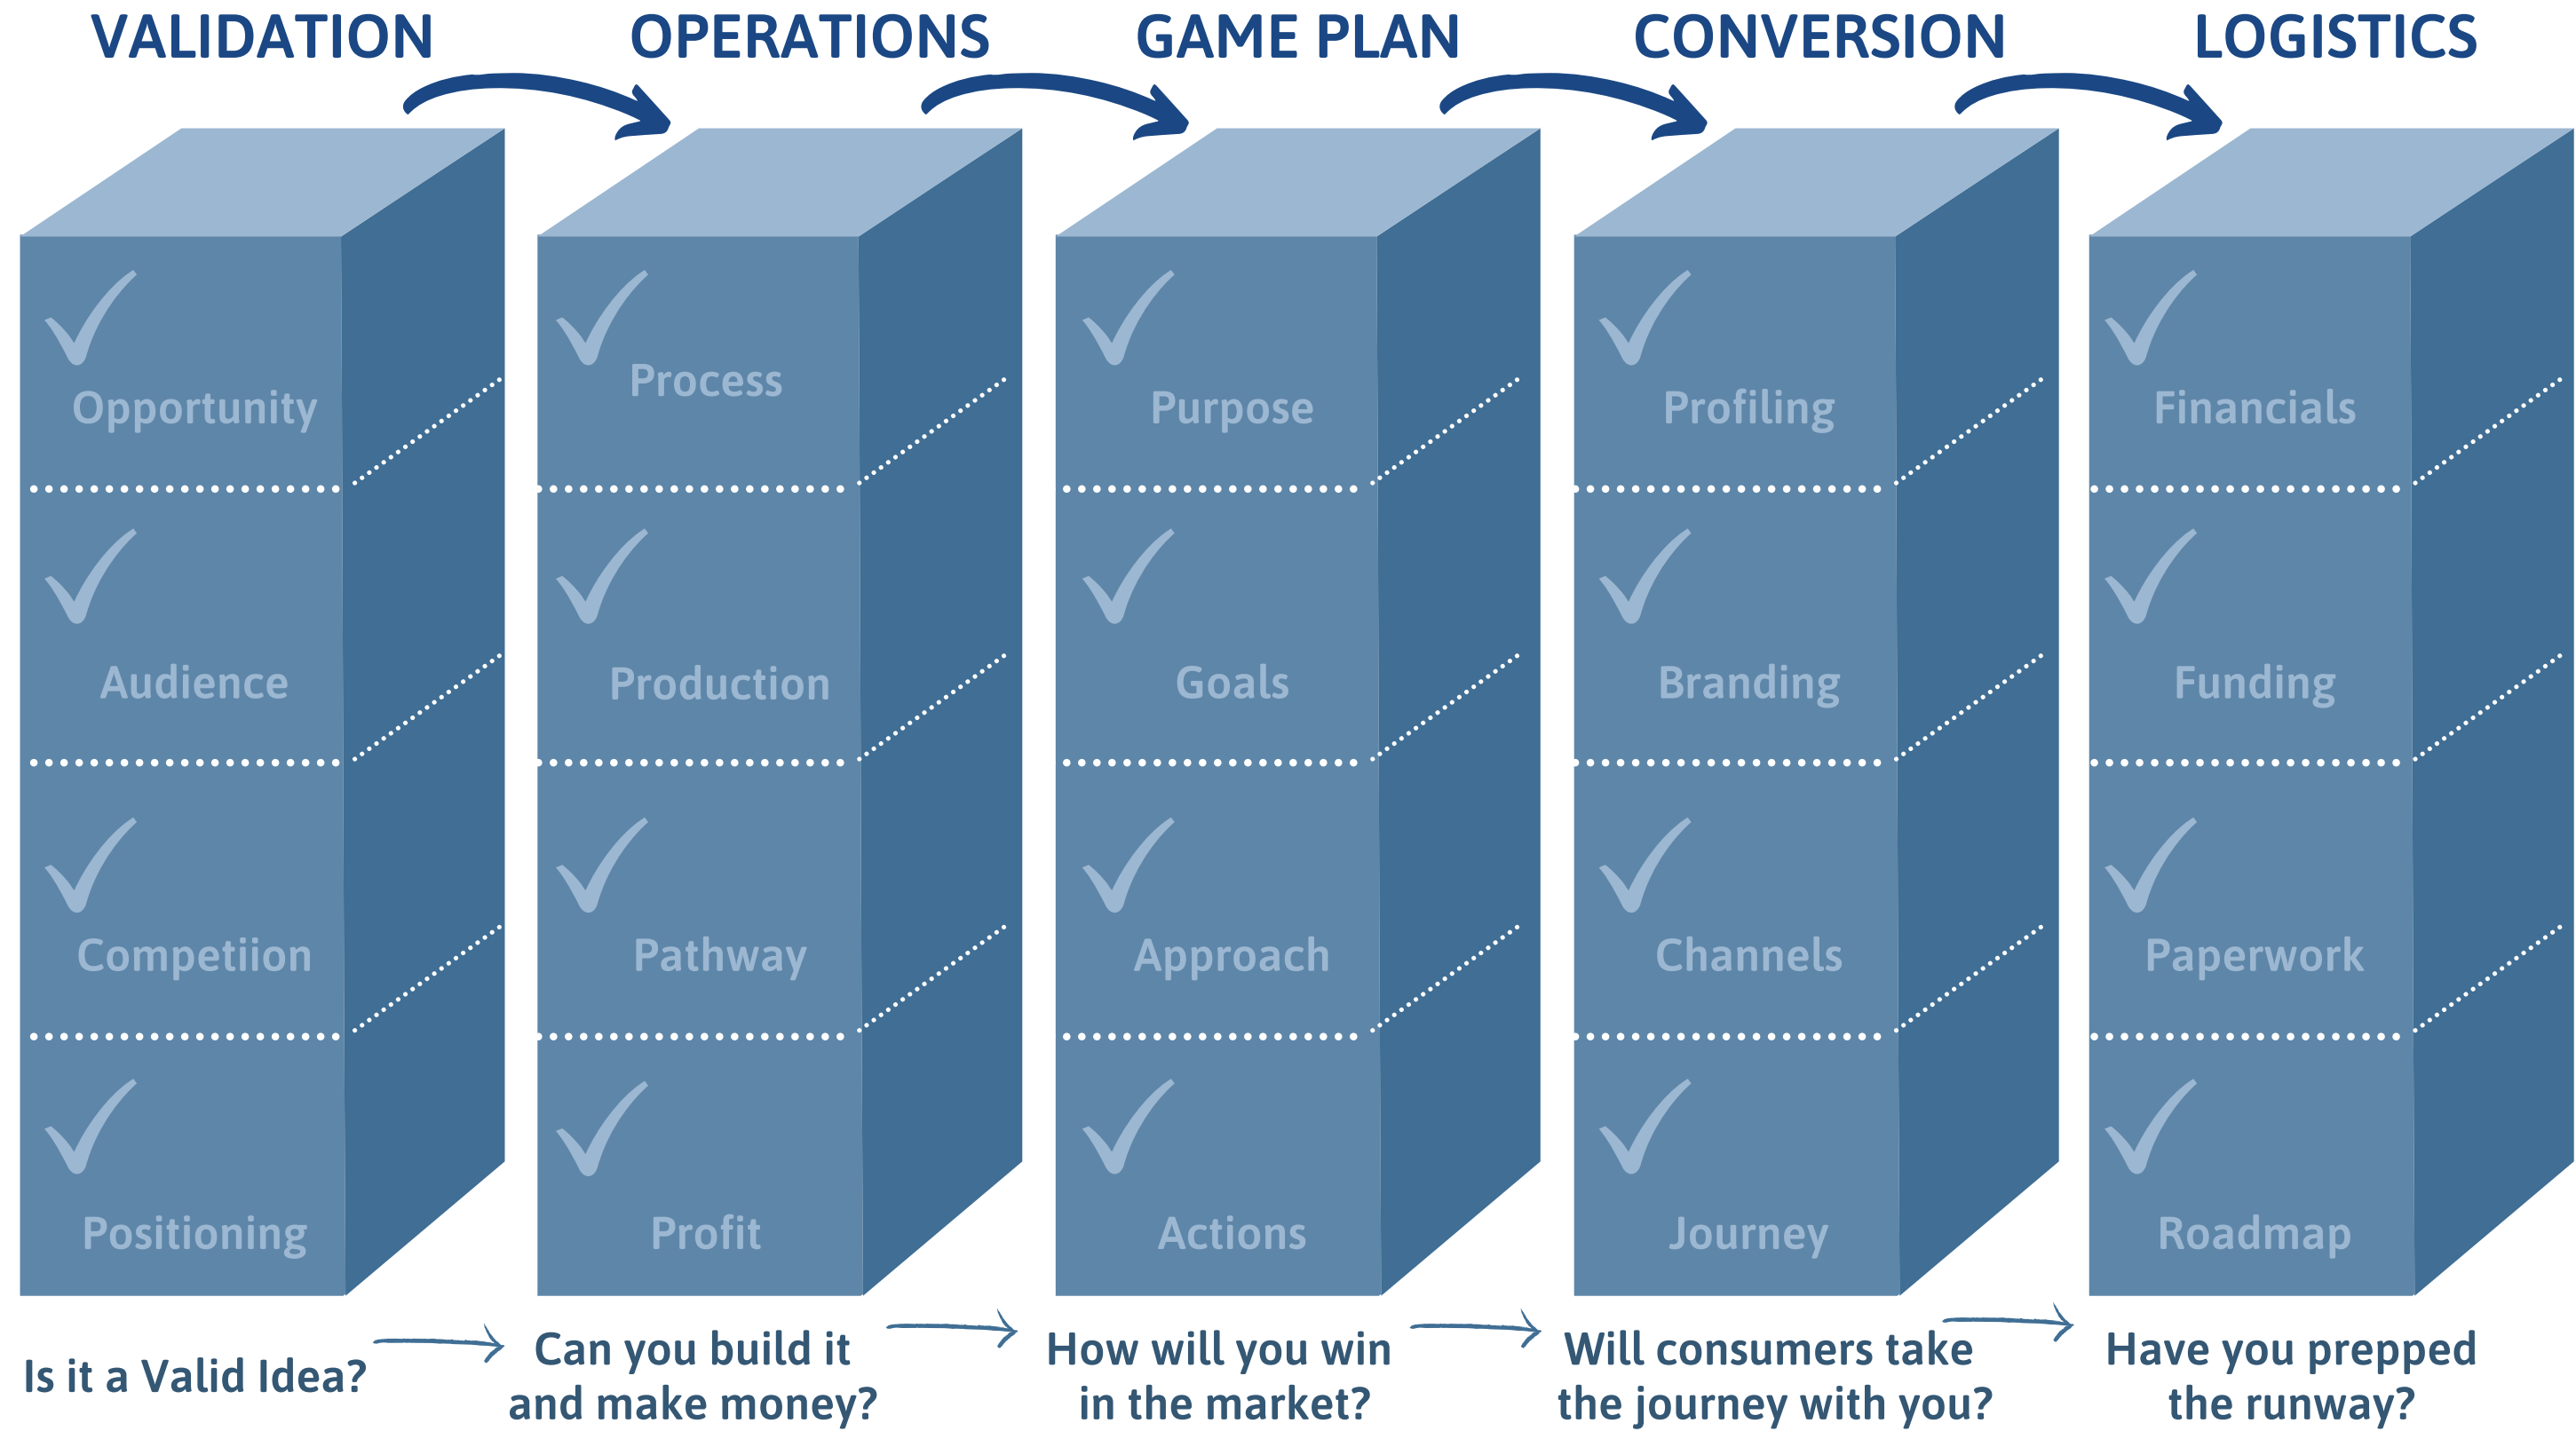 VALIDATION
OPERATIONS
GAME PLAN
CONVERSION
LOGISTICS
Opportunity
Audience
Competiion
Positioning
Process
Production
Pathway
Profit
Purpose
Goals
Approach
Actions
Profiling
Branding
Channels
Journey
Financials
Funding
Paperwork
Roadmap
Is it a Valid Idea?
Can you build it
and make money?
How will you win
in the market?
Will consumers take
the journey with you?
Have you prepped
the runway?